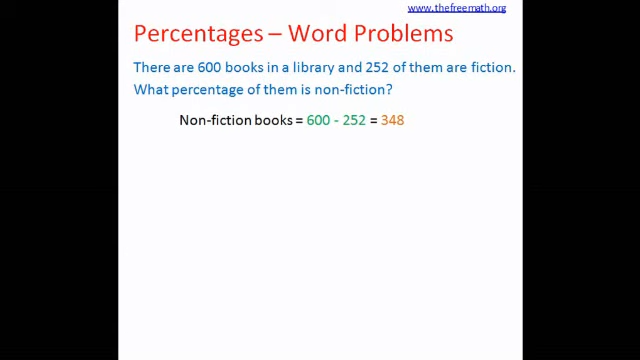 www.thefreemath.org
Percentages – Word Problems
There are 600 books in a library and 252 of them are fiction.
What percentage of them is non-fiction?
Non-fiction books = 600 - 252 = 348